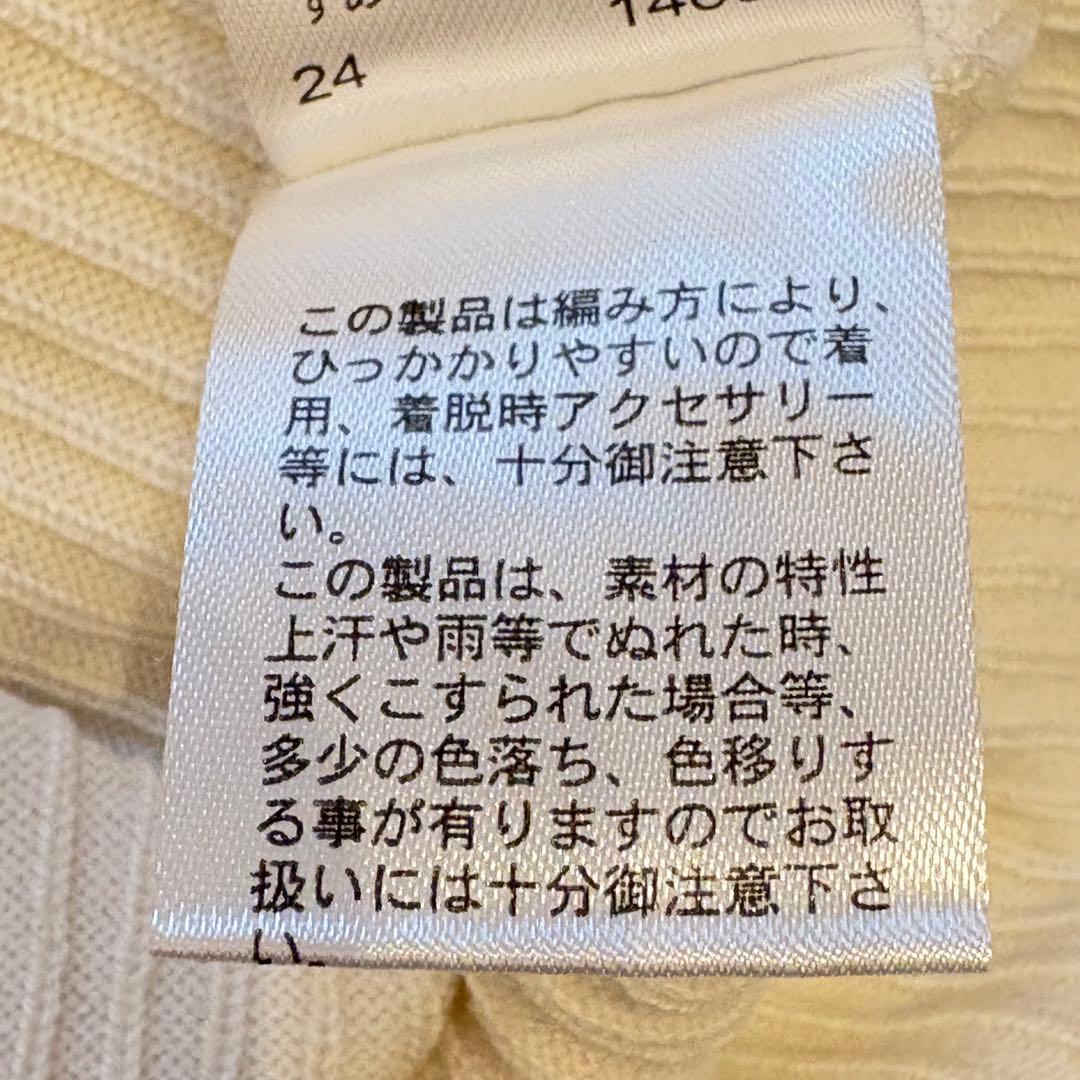 24
この製品は編み方により、
ひっかかりやすいので着
用、着脱時アクセサリー
等には、十分御注意下さ
い。
この製品は、素材の特性
上汗や雨等でぬれた時、
強くこすられた場合等、
多少の色落ち、色移りす
る事が有りますのでお取
扱いには十分御注意下さ
い。